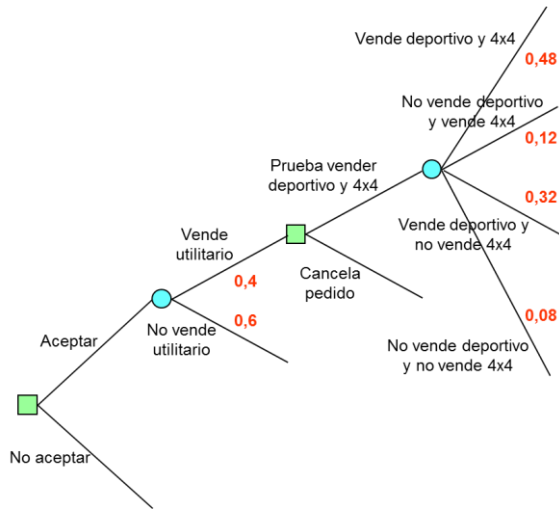 Vende deportivo y 4x4
0,48
No vende deportivo
y vende 4x4
0,12
Prueba vender
deportivo y 4x4
0,32
Vende deportivo y
no vende 4x4
Vende
utilitario
0,4
Cancela
pedido
0,6
No vende
utilitario
0,08
No vende deportivo
y no vende 4x4
Aceptar
No aceptar